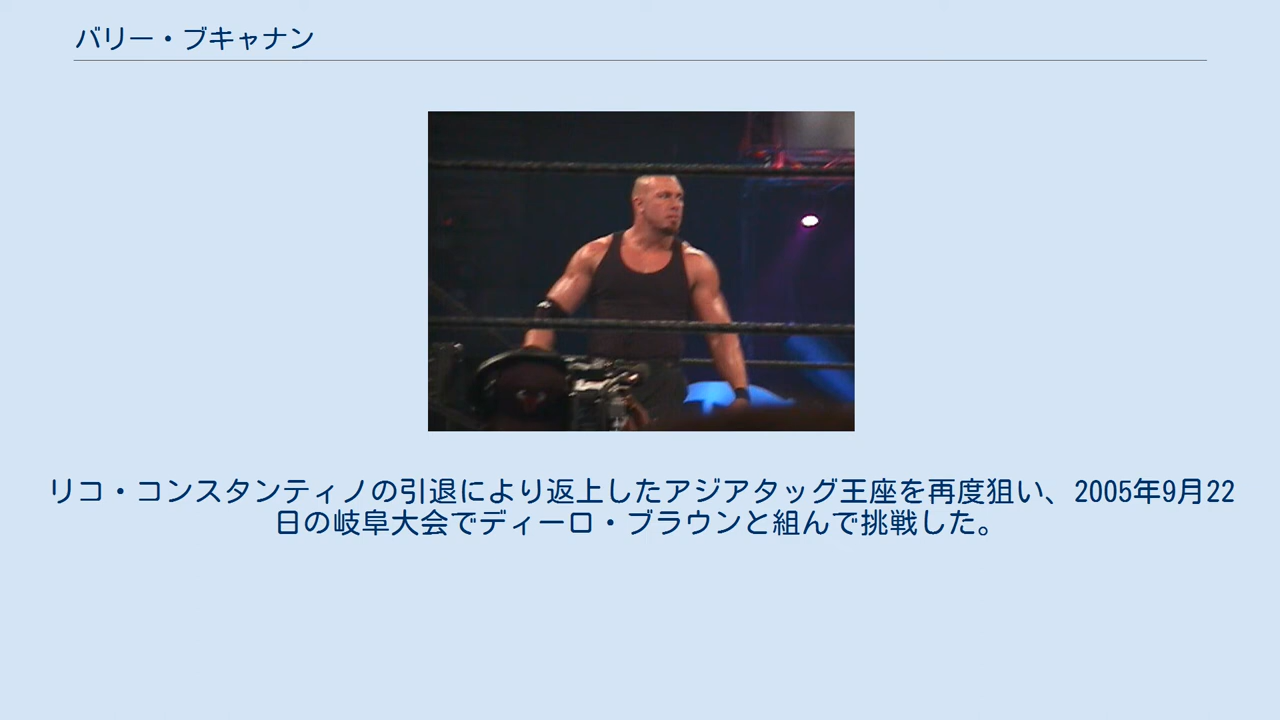 バリー・ブキャナン
リコ・コンスタンティノの引退により返上したアジアタッグ王座を再度狙い、2005年9月22
日の岐阜大会でディーロ・ブラウンと組んで挑戦した。